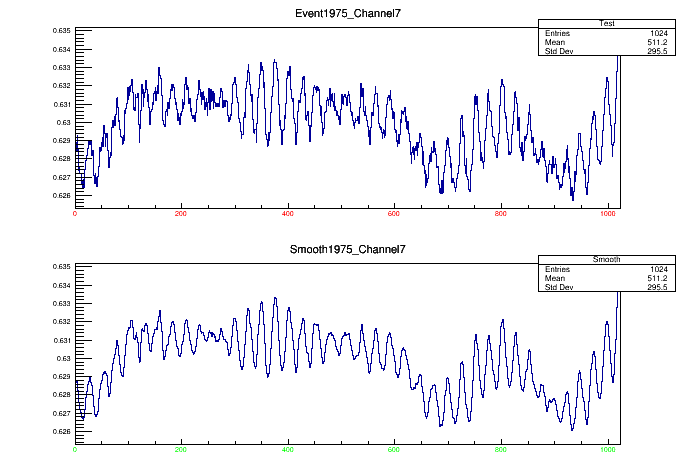 Event1975_Channel7
Test
Entries 1024
Mean 511.2
Std Dev 295.5
0.635
0.634
0.633
0.632
0.631
0.63
0.629
0.628
0.627
0.626
0 200 400 600 800 1000
Smooth1975_Channel7
Smooth
Entries 1024
Mean 511.2
Std Dev 295.5
0.635
0.634
0.633
0.632
0.631
0.63
0.629
0.628
0.627
0.626
0 200 400 600 800 1000